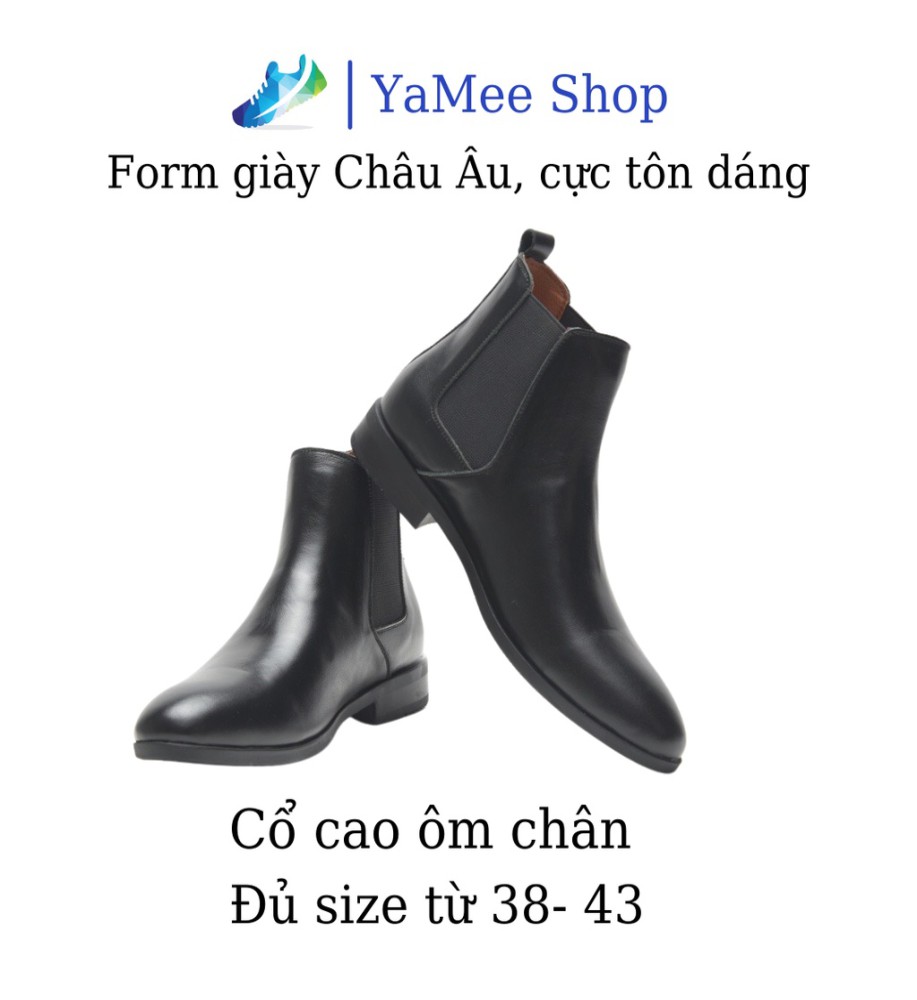 YaMee Shop
Form giày Châu Âu, cực tôn dáng
Cổ cao ôm chân
Đủ size từ 38- 43